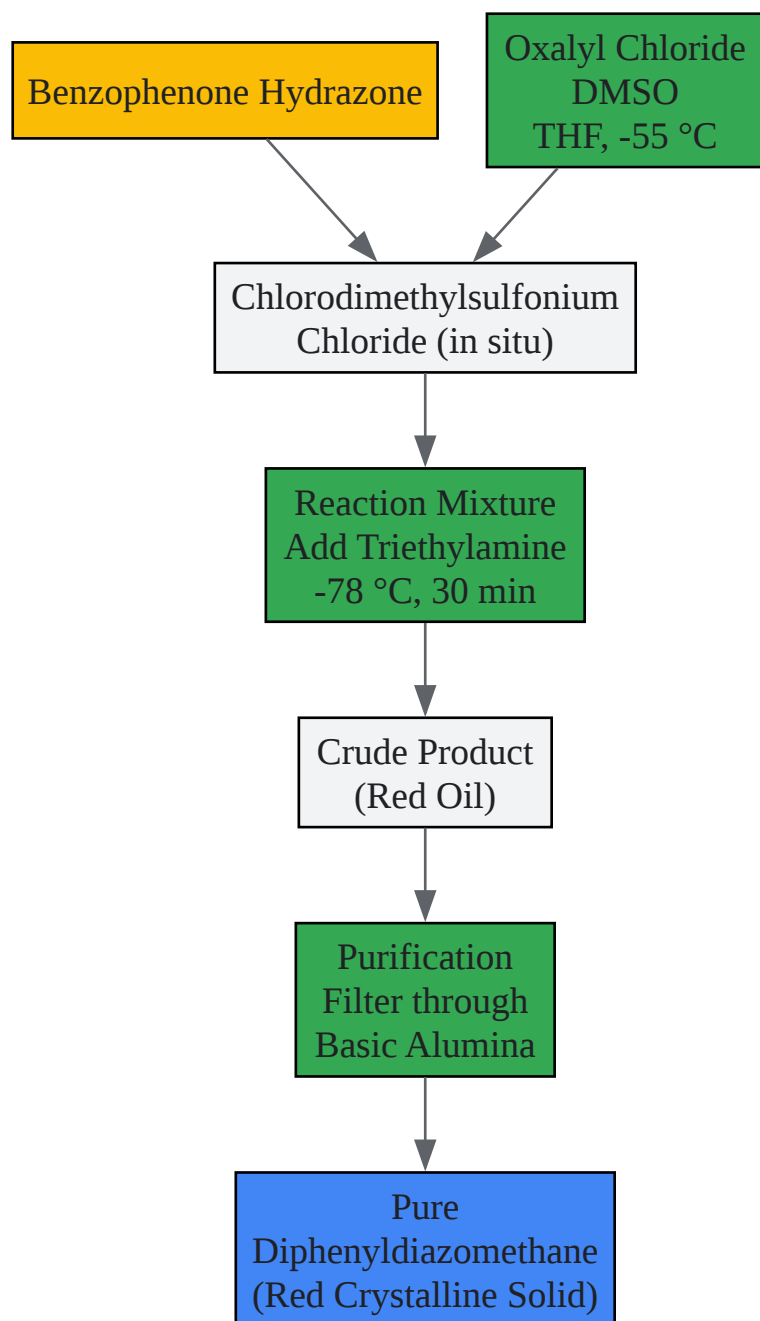 Benzophenone Hydrazone
Oxalyl Chloride
DMSO
THF, -55 °C
Chlorodimethylsulfonium
Chloride (in situ)
Reaction Mixture
Add Triethylamine
-78 °C, 30 min
Crude Product
(Red Oil)
Purification
Filter through
Basic Alumina
Pure
Diphenyldiazomethane
(Red Crystalline Solid)